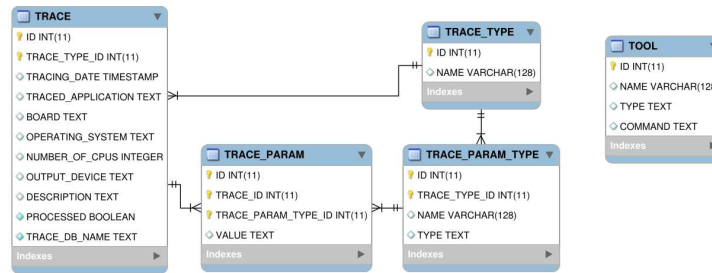 TRACE
ID INT(11)
TRACE_TYPE_ID INT(11)
TRACING_DATE TIMESTAMP
TRACED_APPLICATION TEXT
BOARD TEXT
OPERATING_SYSTEM TEXT
NUMBER_OF_CPUS INTEGER
OUTPUT_DEVICE TEXT
DESCRIPTION TEXT
PROCESSED BOOLEAN
TRACE_DB_NAME TEXT
Indexes
TRACE_PARAM
ID INT(11)
TRACE_ID INT(11)
TRACE_PARAM_TYPE_ID INT(11)
VALUE TEXT
Indexes
TRACE_TYPE
ID INT(11)
NAME VARCHAR(128)
Indexes
TRACE_PARAM_TYPE
ID INT(11)
TRACE_TYPE_ID INT(11)
NAME VARCHAR(128)
TYPE TEXT
Indexes
TOOL
ID INT(11)
NAME VARCHAR(128
TYPE TEXT
COMMAND TEXT
Indexes